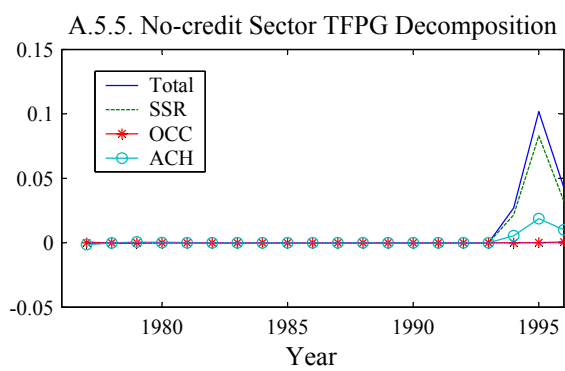 A.5.5. No-credit Sector TFPG Decomposition
0.15
0.1
0.05
0
-0.05
Total
SSR
OCC
ACH
1980
1985
1990
1995
Year